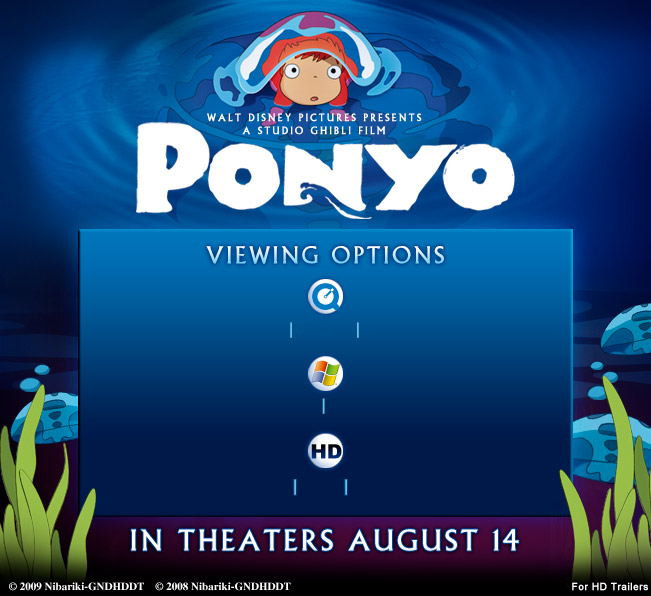 WALT DISNEY PICTURES PRESENTS
A STUDIO GHIBLI FILM
PONYO
VIEWING OPTIONS
HD
IN THEATERS AUGUST 14
© 2009 Nibariki-GNDHDDT © 2008 Nibariki-GNDHDDT
For HD Trailers